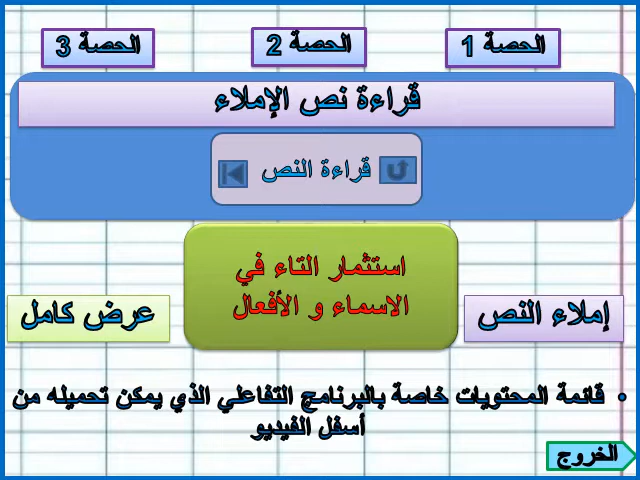 الحصة 1
الحصة 2
الحصة 3
قراءة نص الإملاء
قراءة النص
استثمار التاء في
الاسماء و الأفعال
إملاء النص
عرض كامل
• قائمة المحتويات خاصة بالبرنامج التفاعلي الذي يمكن تحميله من
أسفل الفيديو
الخروج